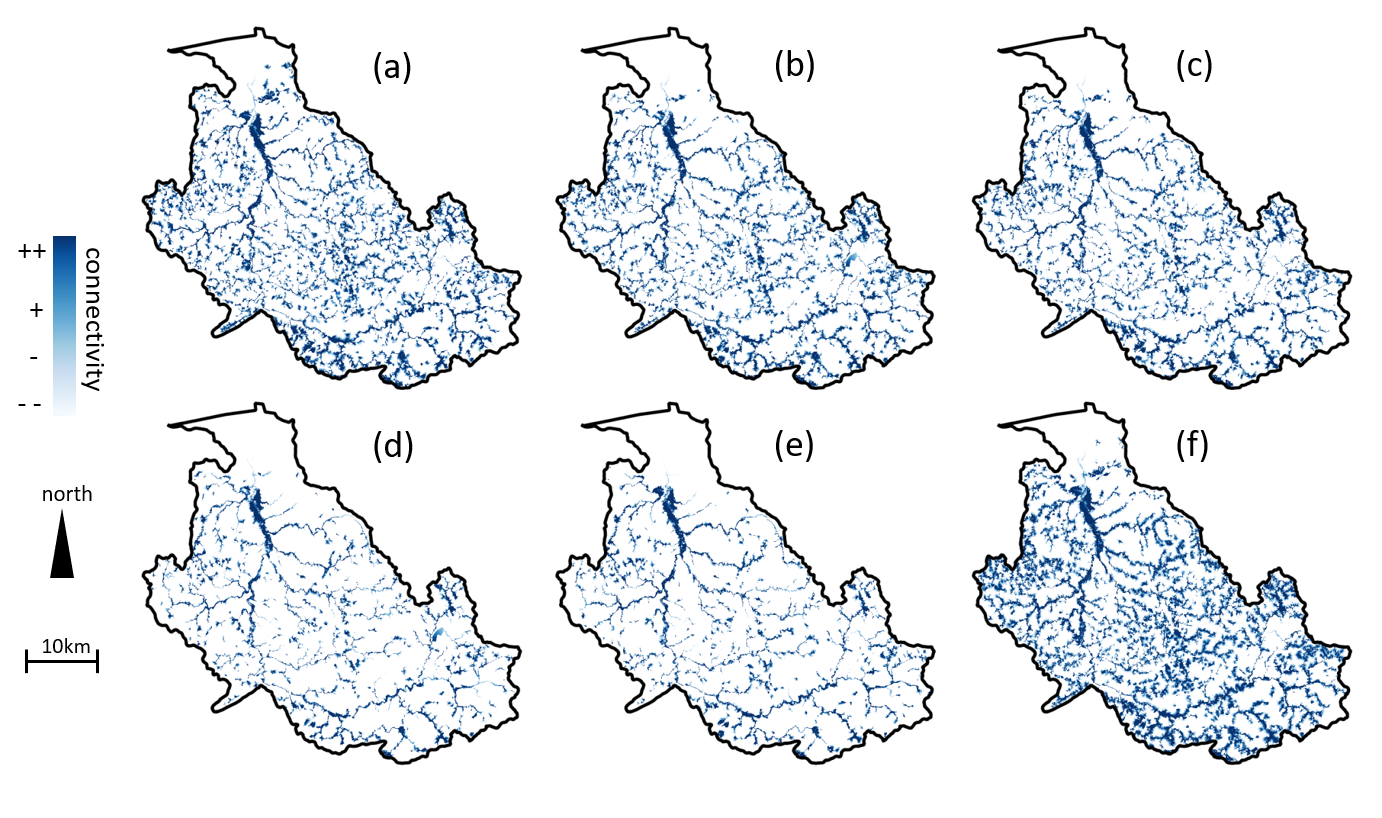 (a)
(b)
(c)
++
+
-
- -
connectivity
(d)
(e)
(f)
north
10km